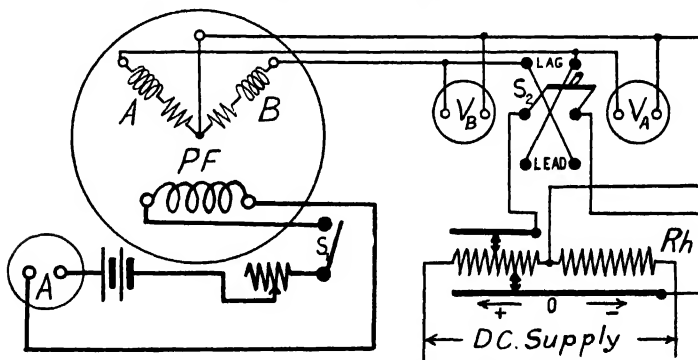 LAG
A
B
S2
VB
VA
PF
LEAD
S
Rh
A
+ 0 -
DC. Supply